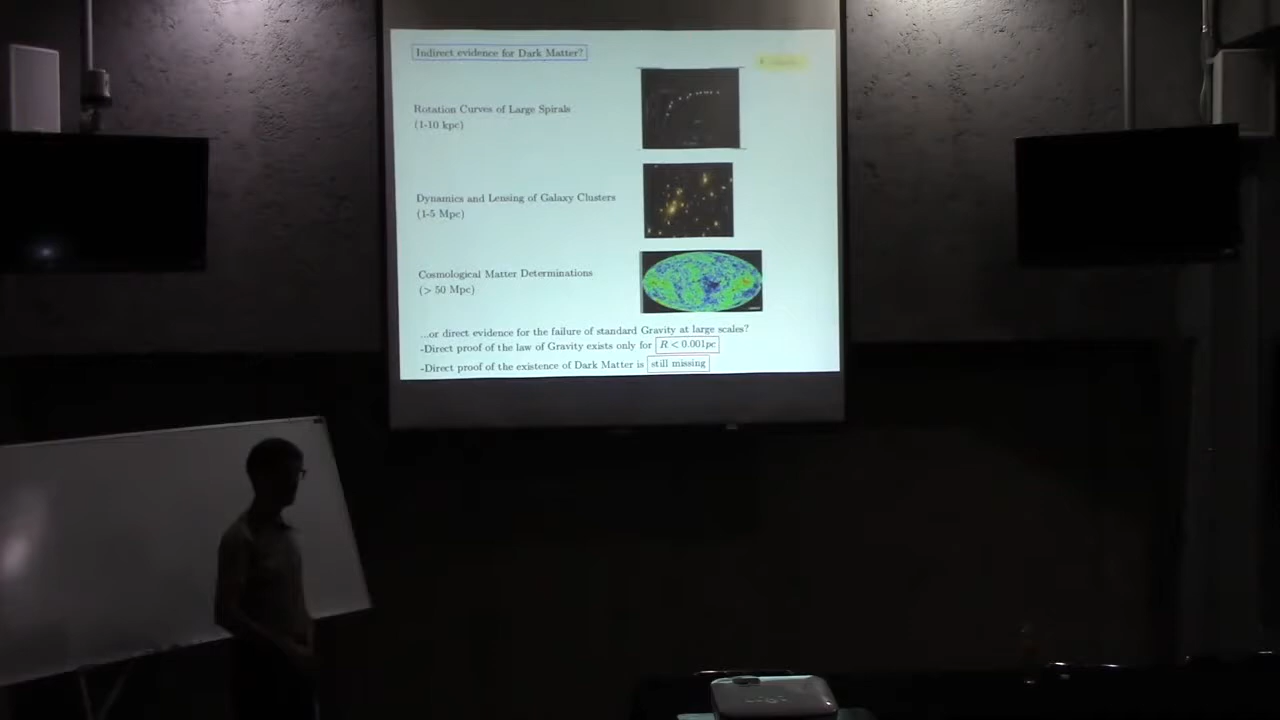 Indirect evidence for Dark Matter?
Rotation Curves of Large Spirals
(1-10 kpc)
Dynamics and Lensing of Galaxy Clusters
(1-5 Mpc)
Cosmological Matter Determinations
(> 50 Mpc)
...or direct evidence for the failure of standard Gravity at large scales?
-Direct proof of the law of Gravity exists only for R < 0.001pc
-Direct proof of the existence of Dark Matter is still missing